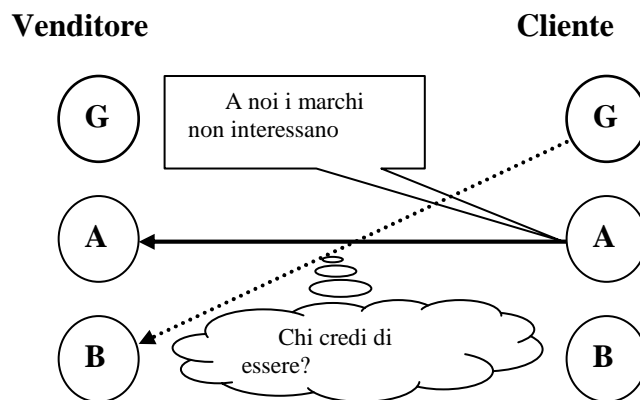 Venditore
Cliente
G
A noi i marchi
non interessano
G
A
A
B
Chi credi di
essere?
B